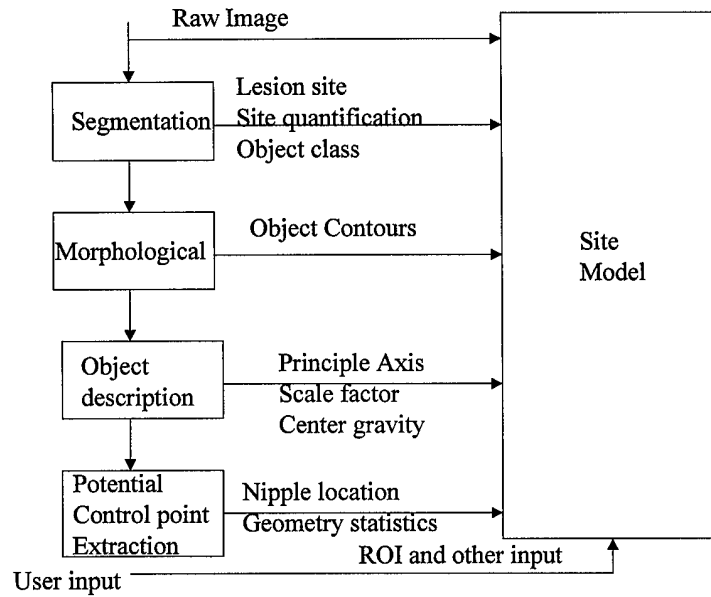 Raw Image
Segmentation
Lesion site
Site quantification
Object class
Morphological
Object Contours
Site
Model
Object
description
Principle Axis
Scale factor
Center gravity
Potential
Control point
Extraction
Nipple location
Geometry statistics
ROI and other input
User input